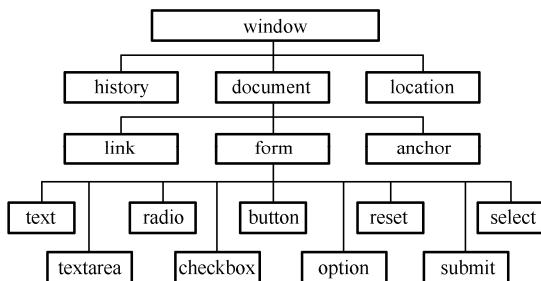 window
history document location
link form anchor
text radio button reset select
textarea checkbox option submit